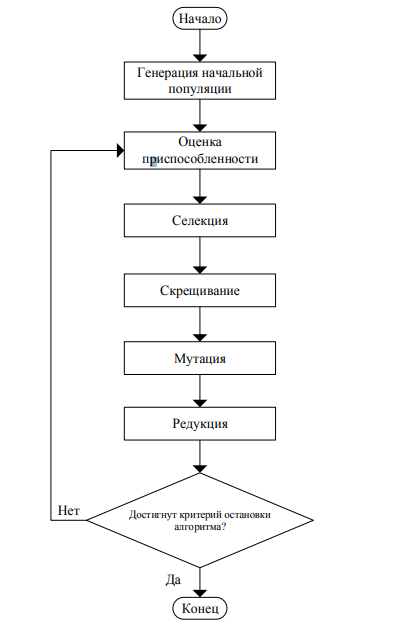 Начало
Генерация начальной
популяции
Оценка
приспособленности
Селекция
Скрещивание
Мутация
Редукция
Достигнут критерий остановки
алгоритма?
Нет
Да
Конец